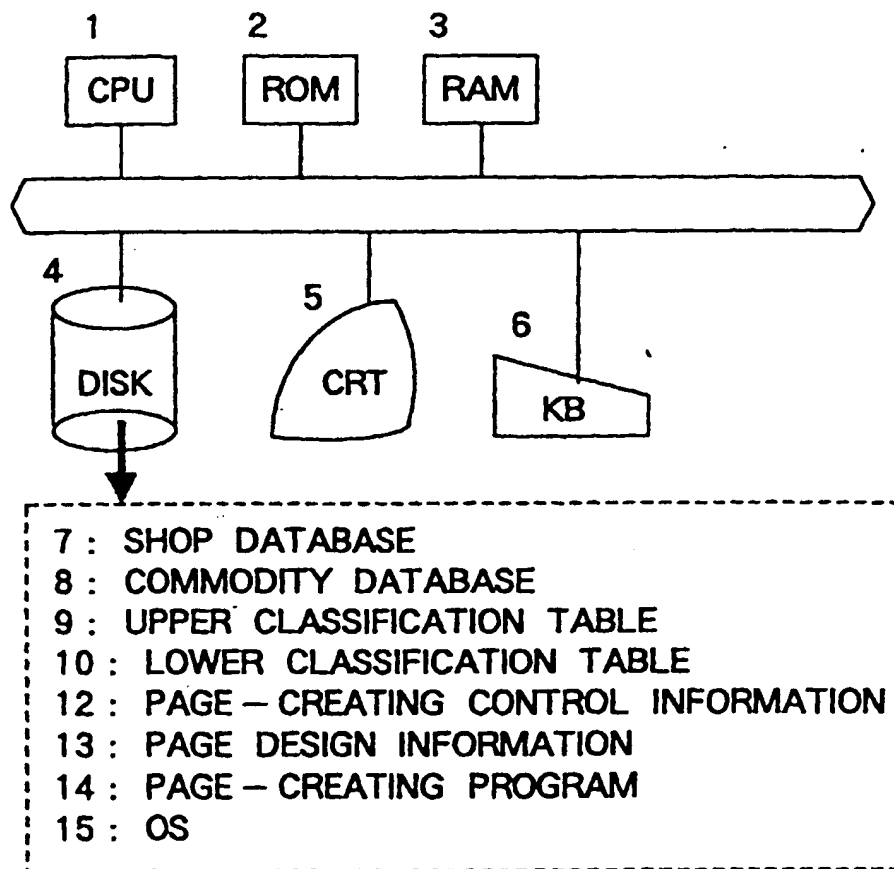 1 2 3
CPU ROM RAM
4 5 6
DISK CRT KB
7 : SHOP DATABASE
8 : COMMODITY DATABASE
9 : UPPER CLASSIFICATION TABLE
10 : LOWER CLASSIFICATION TABLE
12 : PAGE – CREATING CONTROL INFORMATION
13 : PAGE DESIGN INFORMATION
14 : PAGE – CREATING PROGRAM
15 : OS